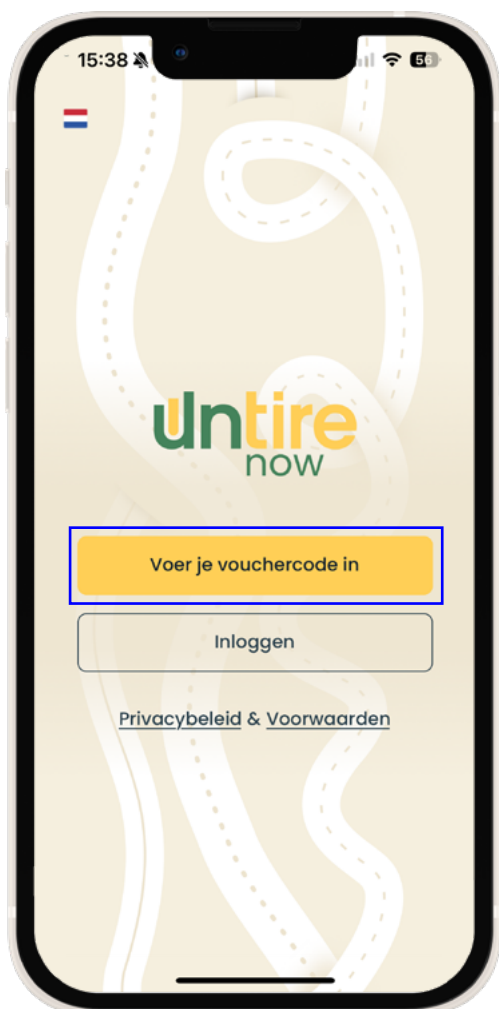 15:38
56
untire
now
Voer je vouchercode in
Inloggen
Privacybeleid & Voorwaarden